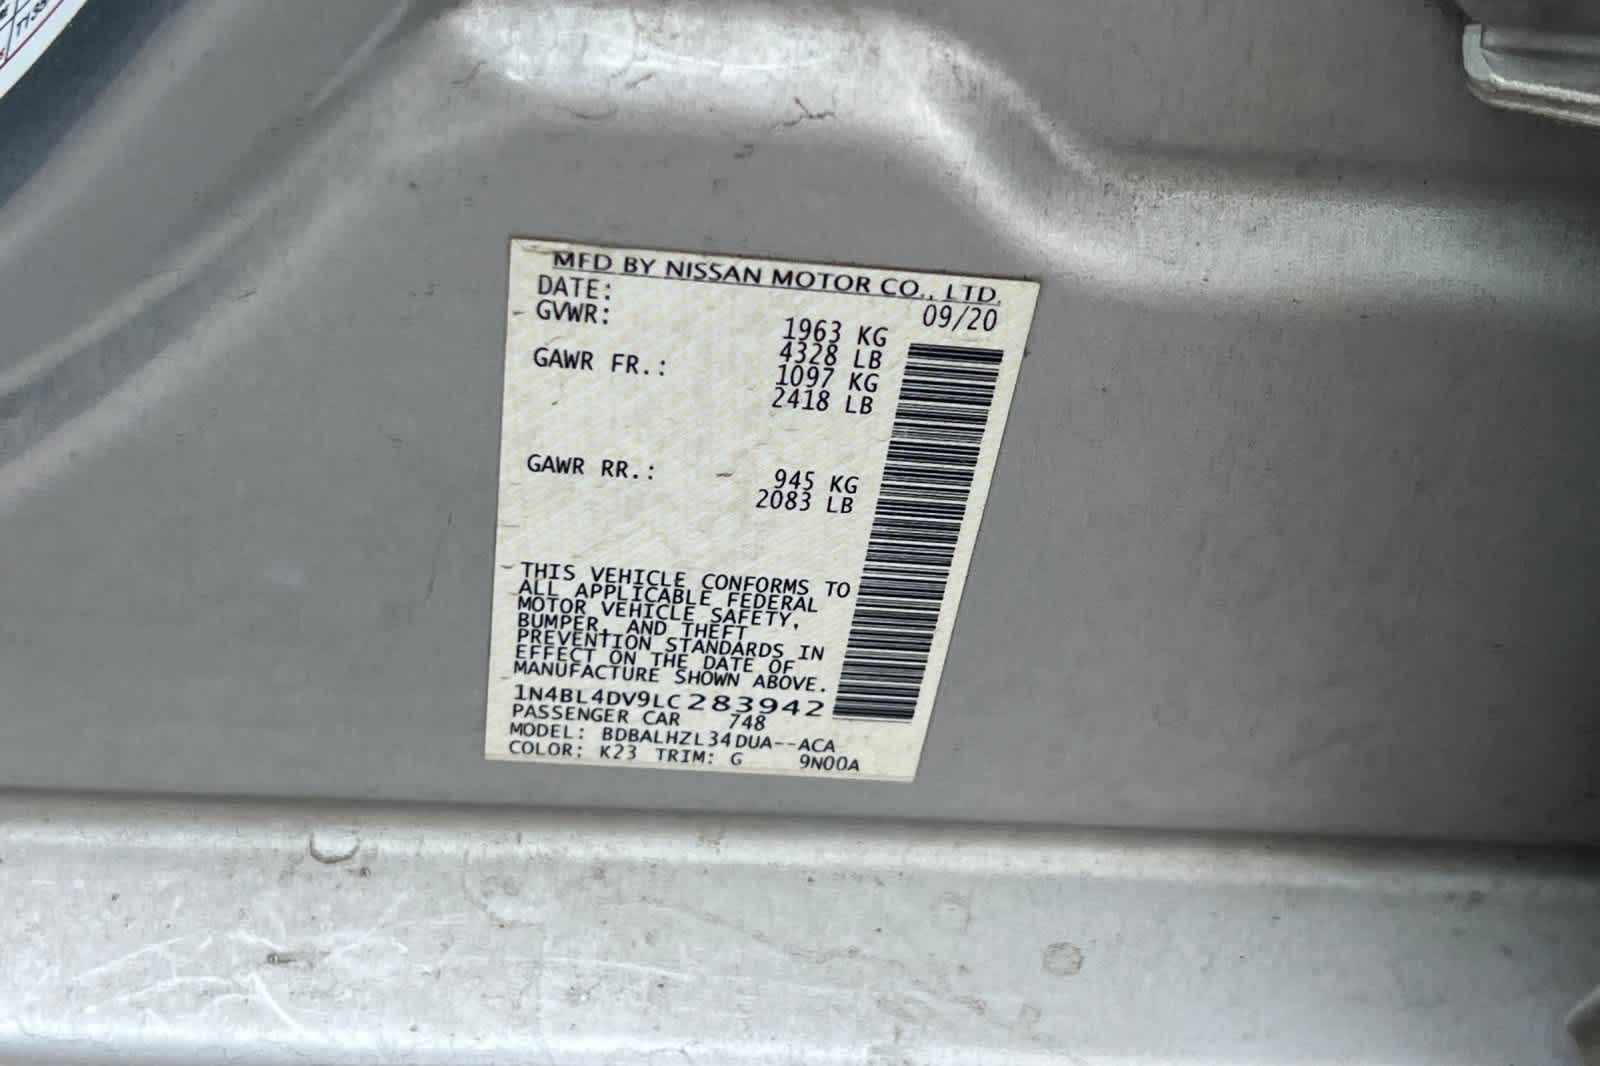 MFD BY NISSAN MOTOR CO., LTD.
DATE: 09/20
GVWR: 1963 KG
4328 LB
GAWR FR.: 1097 KG
2418 LB
GAWR RR.: 945 KG
2083 LB
THIS VEHICLE CONFORMS TO
ALL APPLICABLE FEDERAL
MOTOR VEHICLE SAFETY,
BUMPER, AND THEFT
PREVENTION STANDARDS IN
EFFECT ON THE DATE OF
MANUFACTURE SHOWN ABOVE.
1N4BL4DV9LC283942
PASSENGER CAR 748
MODEL: BDBALHZL34DUA--ACA
COLOR: K23 TRIM: G 9N00A